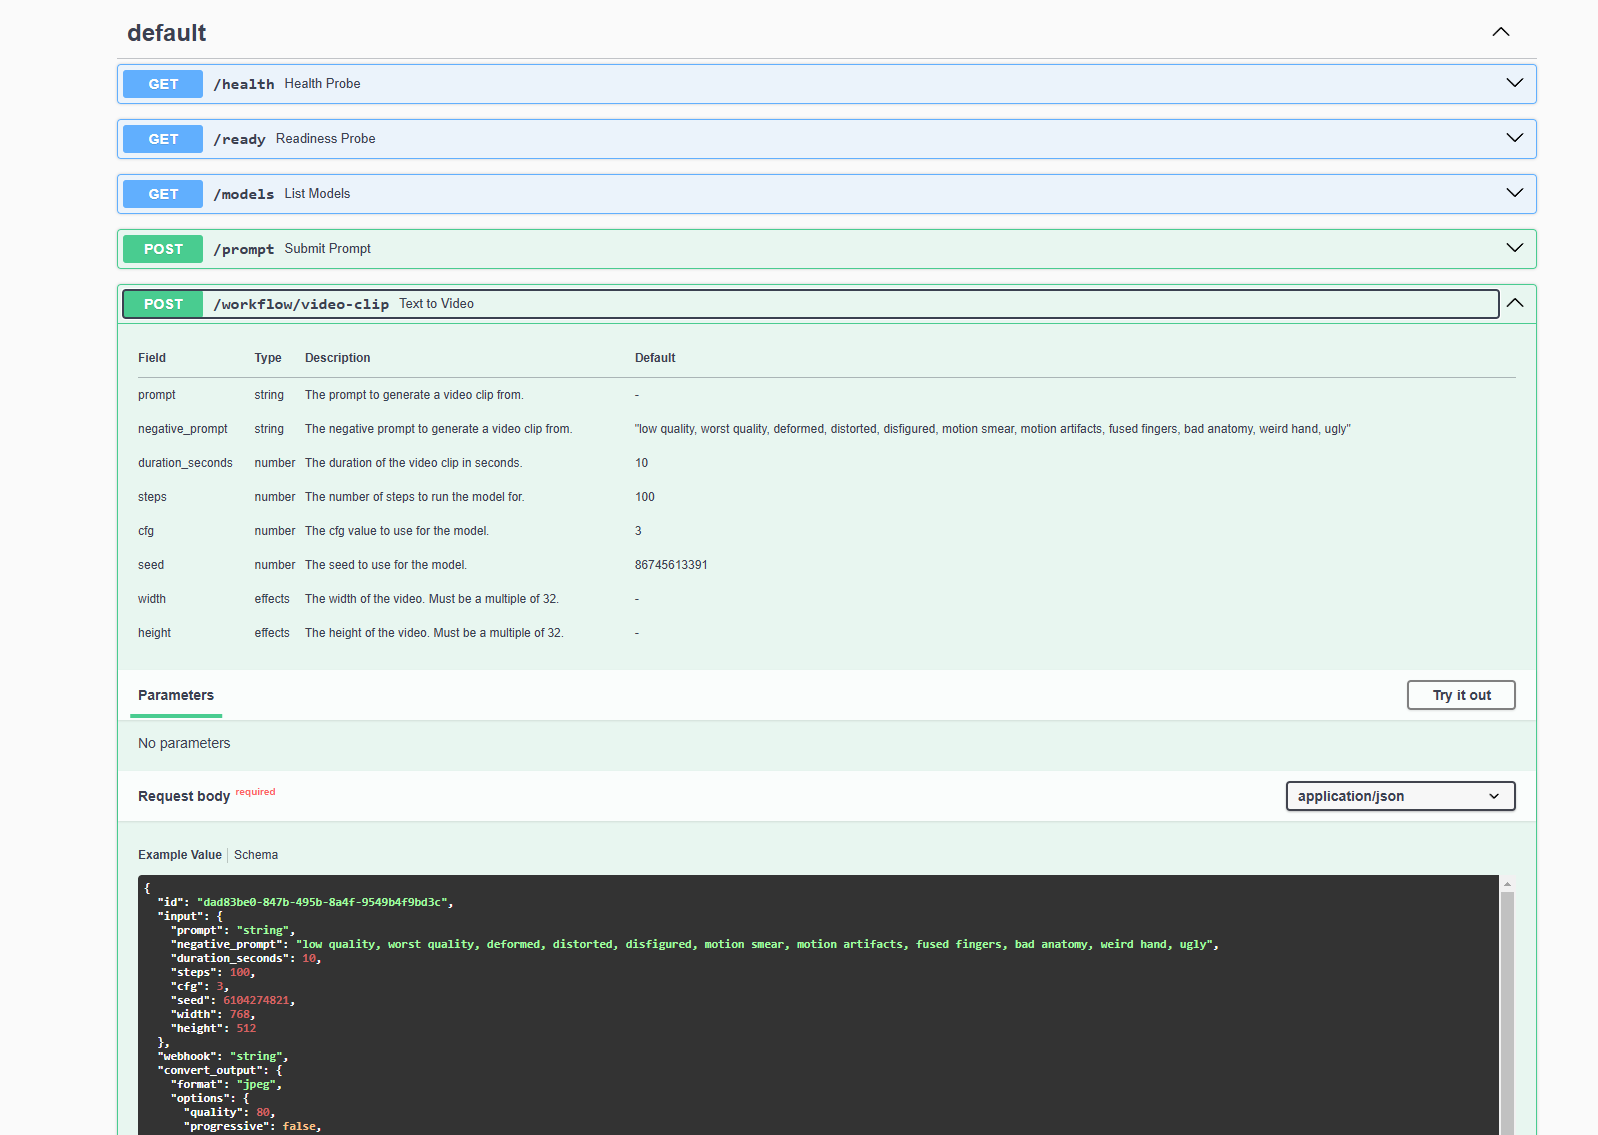 default
GET /health Health Probe
GET /ready Readiness Probe
GET /models List Models
POST /prompt Submit Prompt
POST /workflow/video-clip Text to Video
Field Type Description Default
prompt string The prompt to generate a video clip from. -
negative_prompt string The negative prompt to generate a video clip from. "low quality, worst quality, deformed, distorted, disfigured, motion smear, motion artifacts, fused fingers, bad anatomy, weird hand, ugly"
duration_seconds number The duration of the video clip in seconds. 10
steps number The number of steps to run the model for. 100
cfg number The cfg value to use for the model. 3
seed number The seed to use for the model. 86745613391
width effects The width of the video. Must be a multiple of 32. -
height effects The height of the video. Must be a multiple of 32. -
Parameters Try it out
No parameters
Request body required application/json
Example Value Schema
{
"id": "dad83be0-847b-495b-8a4f-9549b4f9bd3c",
"input": {
"prompt": "string",
"negative_prompt": "low quality, worst quality, deformed, distorted, disfigured, motion smear, motion artifacts, fused fingers, bad anatomy, weird hand, ugly",
"duration_seconds": 10,
"steps": 100,
"cfg": 3,
"seed": 6104274821,
"width": 768,
"height": 512
},
"webhook": "string",
"convert_output": {
"format": "jpeg",
"options": {
"quality": 80,
"progressive": false,